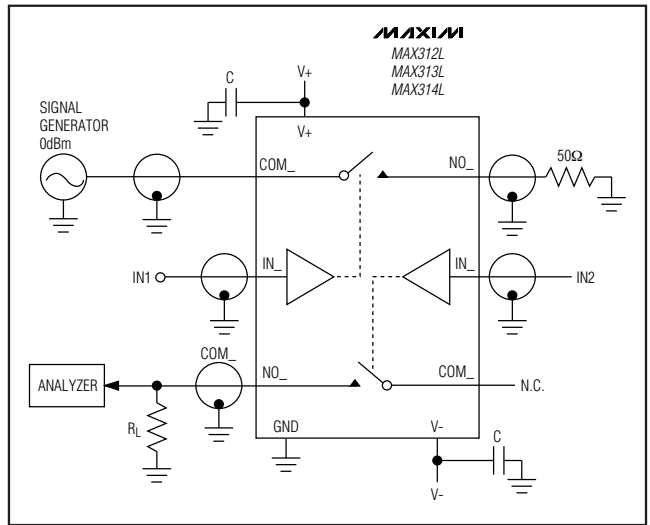 MAXIM
MAX312L
MAX313L
MAX314L
C
V+
SIGNAL
GENERATOR
0dBm
V+
COM_
NO_
50Ω
IN1
IN_
IN_
IN2
COM_
ANALYZER
NO_
COM_
N.C.
RL
GND
V-
C
V-